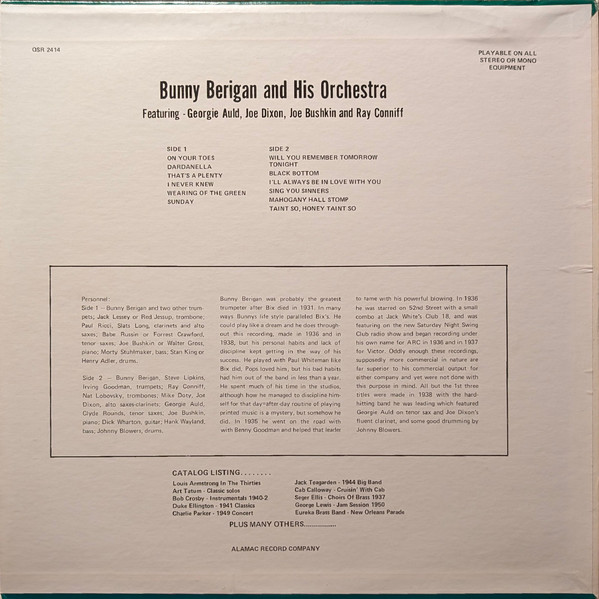 QSR 2414
PLAYABLE ON ALL
STEREO OR MONO
EQUIPMENT
Bunny Berigan and His Orchestra
Featuring - Georgie Auld, Joe Dixon, Joe Bushkin and Ray Conniff
SIDE 1
ON YOUR TOES
DARDANELLA
THAT'S A PLENTY
I NEVER KNEW
WEARING OF THE GREEN
SUNDAY
SIDE 2
WILL YOU REMEMBER TOMORROW
TONIGHT
BLACK BOTTOM
I'LL ALWAYS BE IN LOVE WITH YOU
SING YOU SINNERS
MAHOGANY HALL STOMP
TAINT SO, HONEY TAINT SO
Personnel:
Side 1 - Bunny Berigan and two other trum-
pets; Jack Lessey or Red Jessup, trombone;
Paul Ricci, Slats Long, clarinets and alto
saxes; Babe Russin or Forrest Crawford,
tenor saxes; Joe Bushkin or Walter Gross,
piano; Morty Stuhlmaker, bass; Stan King or
Henry Adler, drums.
Side 2 - Bunny Berigan, Steve Lipkins,
Irving Goodman, trumpets; Ray Conniff,
Nat Lobovsky, trombones; Mike Doty, Joe
Dixon, alto saxes-clarinets; Georgie Auld,
Clyde Rounds, tenor saxes; Joe Bushkin,
piano; Dick Wharton, guitar; Hank Wayland,
bass; Johnny Blowers, drums.
Bunny Berigan was probably the greatest
trumpeter after Bix died in 1931. In many
ways Bunnys life style paralleled Bix's. He
could play like a dream and he does through-
out this recording, made in 1936 and in
1938, but his personal habits and lack of
discipline kept getting in the way of his
success. He played with Paul Whiteman like
Bix did, Pops loved him, but his bad habits
had him out of the band in less than a year.
He spent much of his time in the studios,
although how he managed to discipline him-
self for that day-after-day routine of playing
printed music is a mystery, but somehow he
did. In 1935 he went on the road with
with Benny Goodman and helped that leader
to fame with his powerful blowing. In 1936
he was starred on 52nd Street with a small
combo at Jack White's Club 18, and was
featuring on the new Saturday Night Swing
Club radio show and began recording under
his own name for ARC in 1936 and in 1937
for Victor. Oddly enough these recordings,
supposedly more commercial in nature are
far superior to his commercial output for
either company and yet were not done with
this purpose in mind. All but the 1st three
titles were made in 1938 with the hard-
hitting band he was leading which featured
Georgie Auld on tenor sax and Joe Dixon's
fluent clarinet, and some good drumming by
Johnny Blowers.
CATALOG LISTING........
Louis Armstrong In The Thirties
Art Tatum - Classic solos
Bob Crosby - Instrumentals 1940-2
Duke Ellington - 1941 Classics
Charlie Parker - 1949 Concert
Jack Teagarden - 1944 Big Band
Cab Calloway - Cruisin' With Cab
Seger Ellis - Choirs Of Brass 1937
George Lewis - Jam Session 1950
Eureka Brass Band - New Orleans Parade
PLUS MANY OTHERS..............
ALAMAC RECORD COMPANY